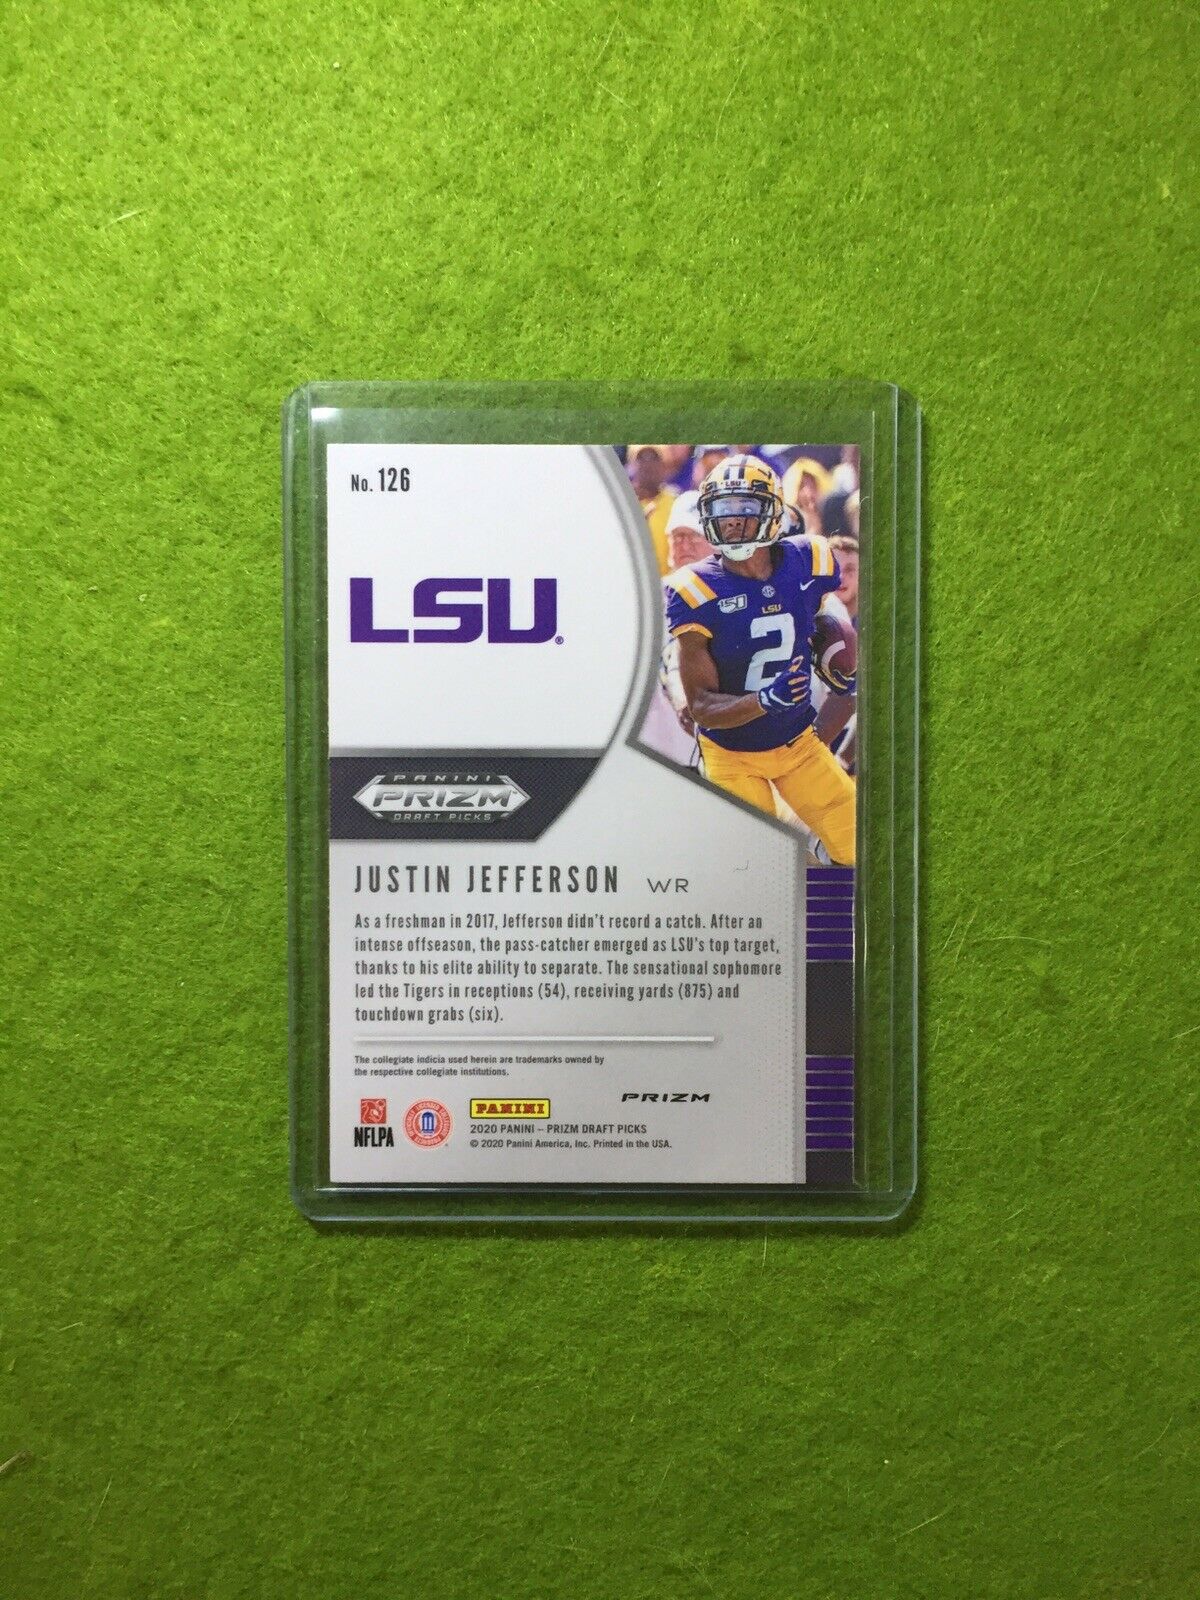 No. 126
LSU®
LSU
150
LSU
2
PANINI
PRIZM
DRAFT PICKS
JUSTIN JEFFERSON WR
As a freshman in 2017, Jefferson didn't record a catch. After an
intense offseason, the pass-catcher emerged as LSU's top target,
thanks to his elite ability to separate. The sensational sophomore
led the Tigers in receptions (54), receiving yards (875) and
touchdown grabs (six).
The collegiate indicia used herein are trademarks owned by
the respective collegiate institutions.
PRIZM
NFLPA
PANINI
2020 PANINI – PRIZM DRAFT PICKS
© 2020 Panini America, Inc. Printed in the USA.